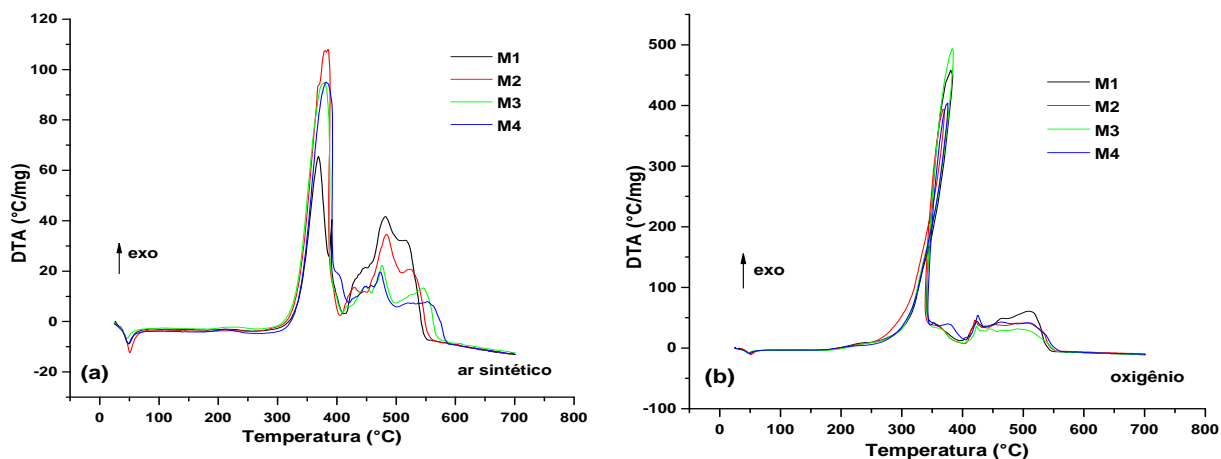 120
100
80
60
40
20
0
-20
DTA (°C/mg)
M1
M2
M3
M4
exo
(a)
ar sintético
0 100 200 300 400 500 600 700 800
Temperatura (°C)
500
400
300
200
100
0
-100
DTA (°C/mg)
M1
M2
M3
M4
exo
(b)
oxigênio
0 100 200 300 400 500 600 700 800
Temperatura (°C)